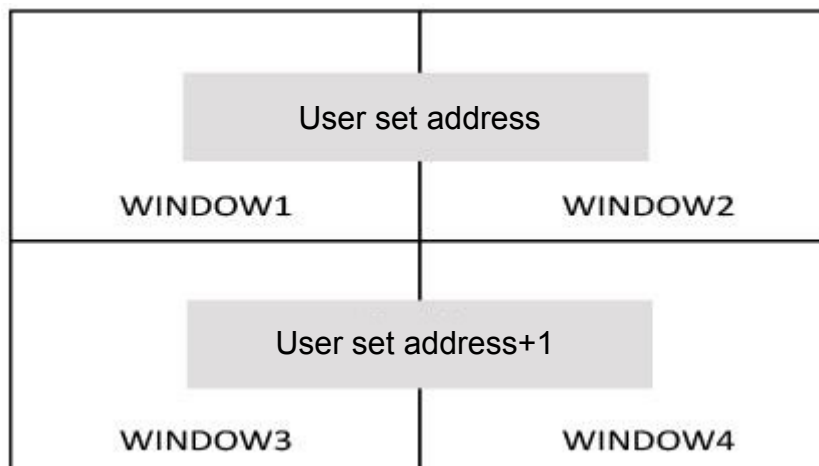 User set address
WINDOW1 WINDOW2
User set address+1
WINDOW3 WINDOW4